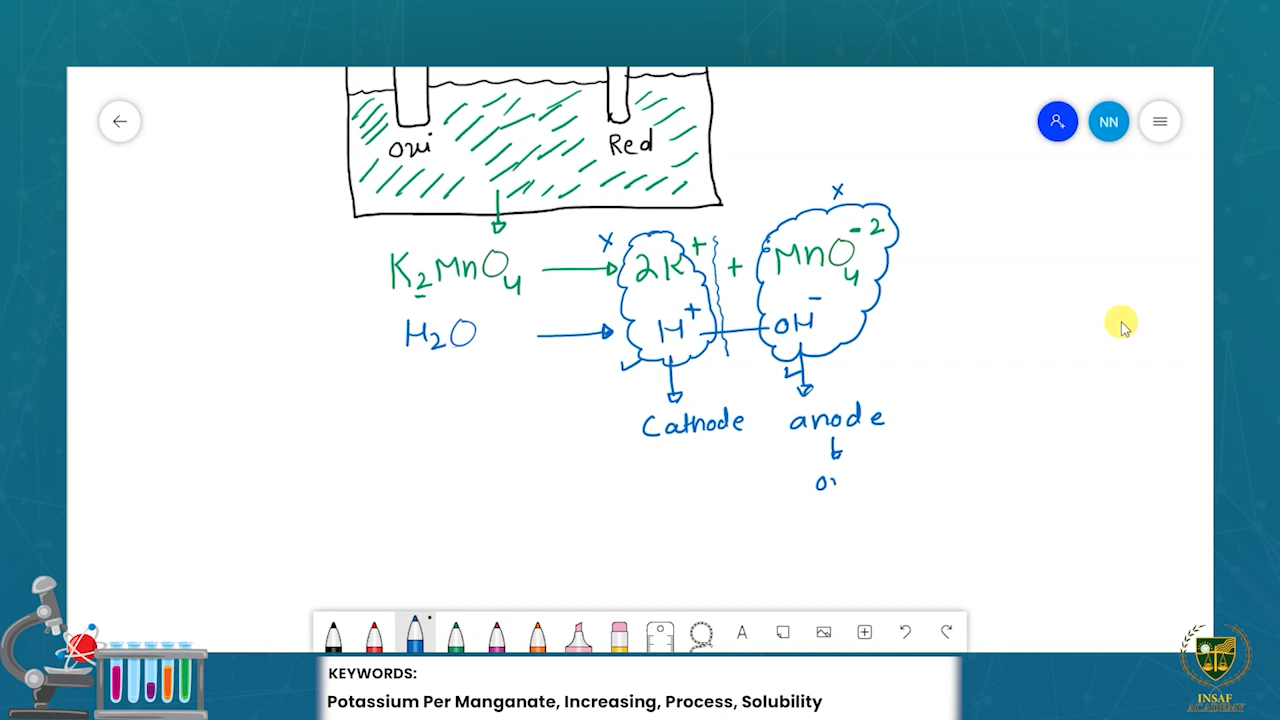 NN
Oxi Red
K2MnO4 → 2K+ + MnO4-2
H2O → H+ — OH-
Cathode anode
A
KEYWORDS:
Potassium Per Manganate, Increasing, Process, Solubility
INSAF
ACADEMY